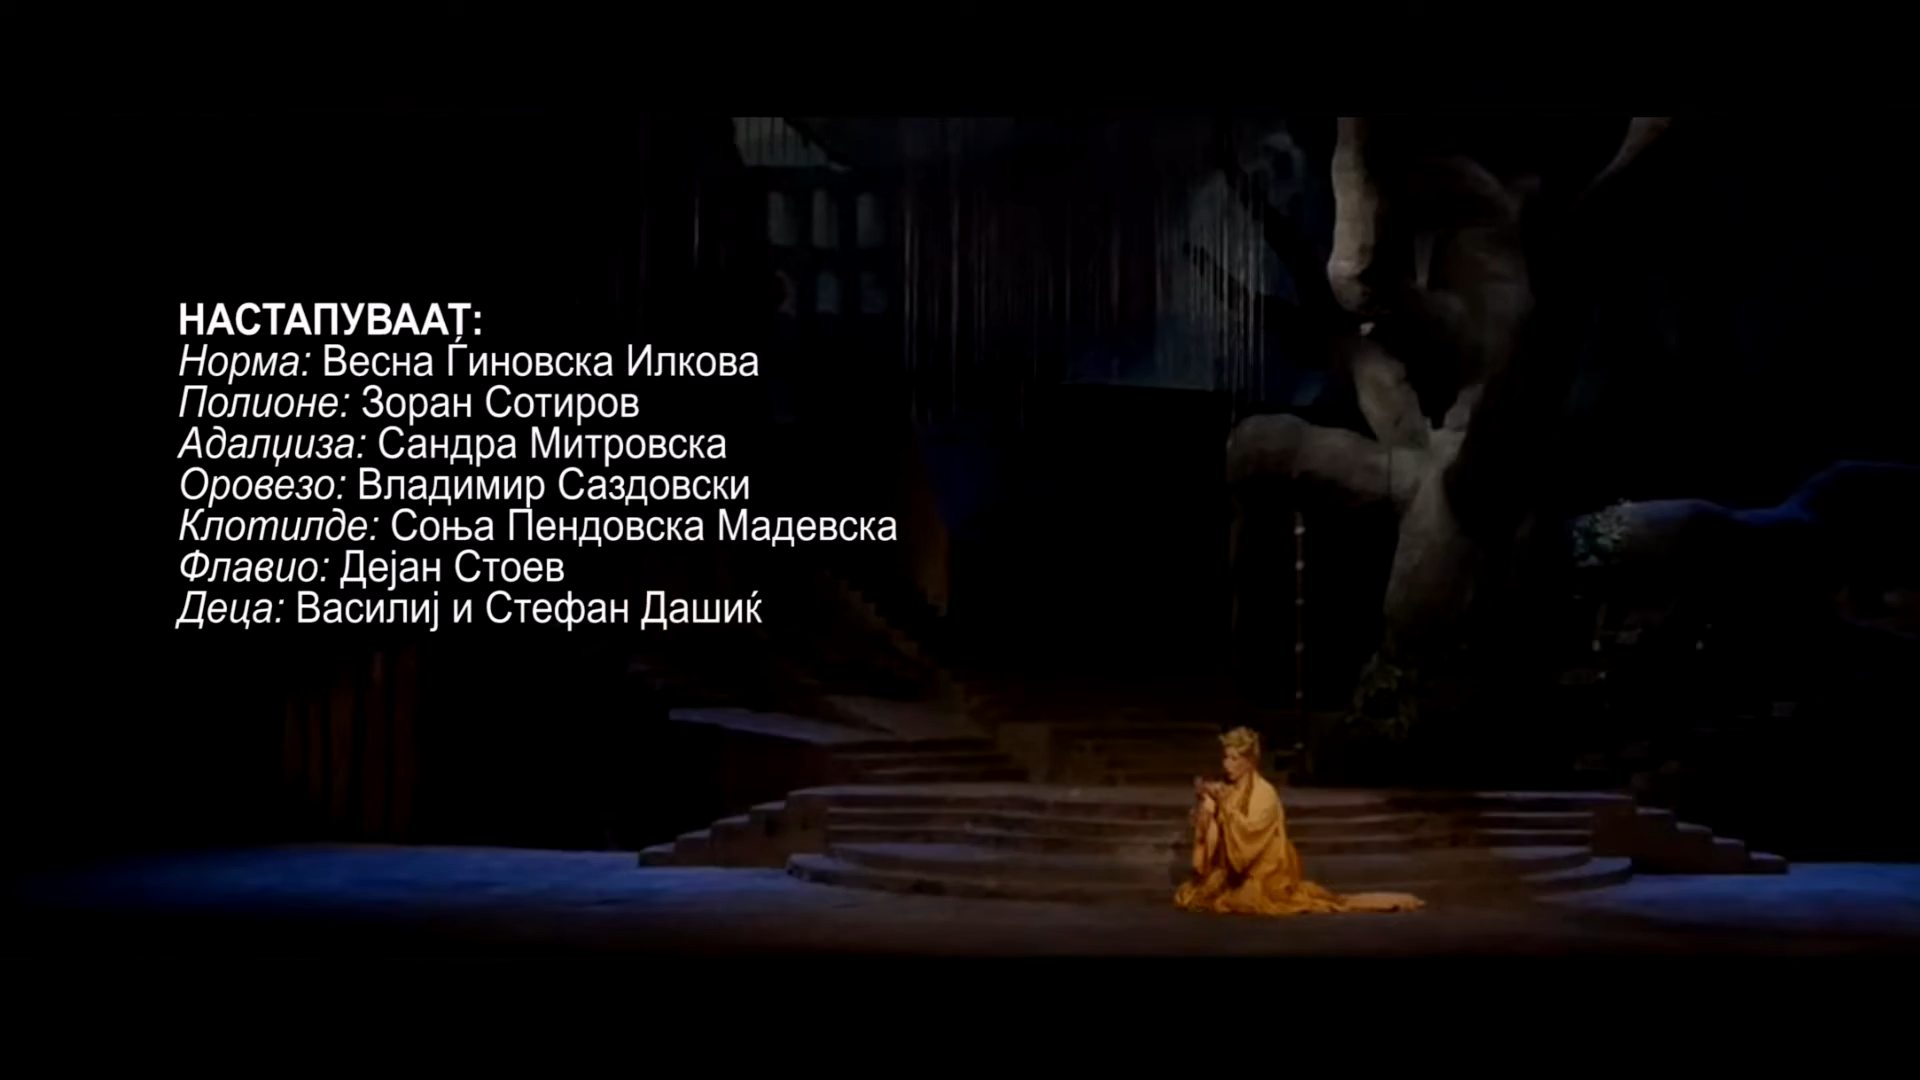 НАСТАПУВААТ:
Норма: Весна Ѓиновска Илкова
Полионе: Зоран Сотиров
Адалџиза: Сандра Митровска
Оровезо: Владимир Саздовски
Клотилде: Соња Пендовска Мадевска
Флавио: Дејан Стоев
Деца: Василиј и Стефан Дашиќ